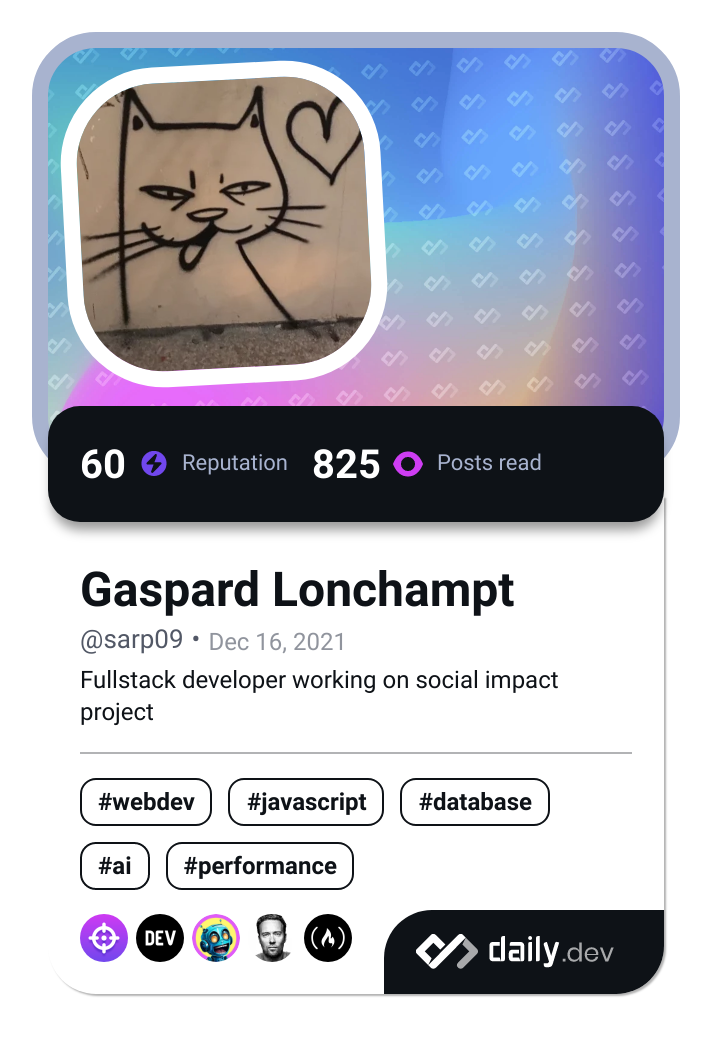 60 Reputation 825 Posts read
Gaspard Lonchampt
@sarp09 • Dec 16, 2021
Fullstack developer working on social impact
project
#webdev #javascript #database
#ai #performance
DEV
daily.dev